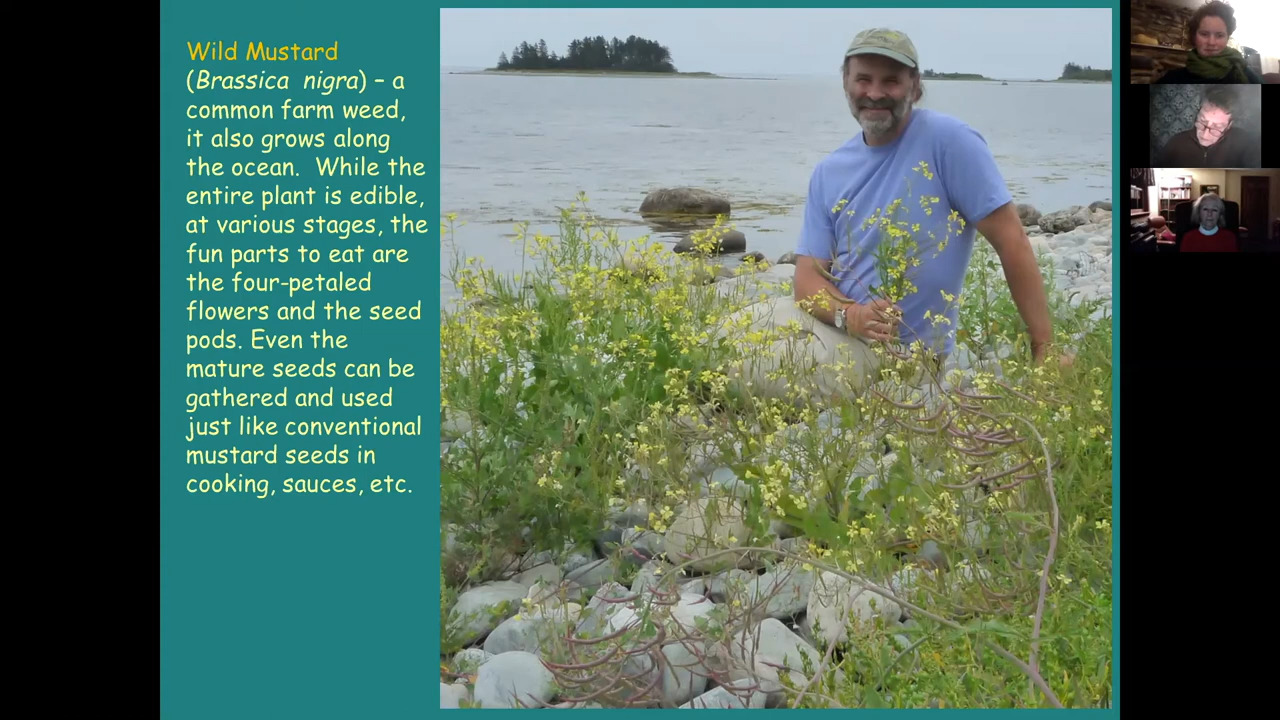 Wild Mustard
(Brassica nigra) – a
common farm weed,
it also grows along
the ocean. While the
entire plant is edible,
at various stages, the
fun parts to eat are
the four-petaled
flowers and the seed
pods. Even the
mature seeds can be
gathered and used
just like conventional
mustard seeds in
cooking, sauces, etc.